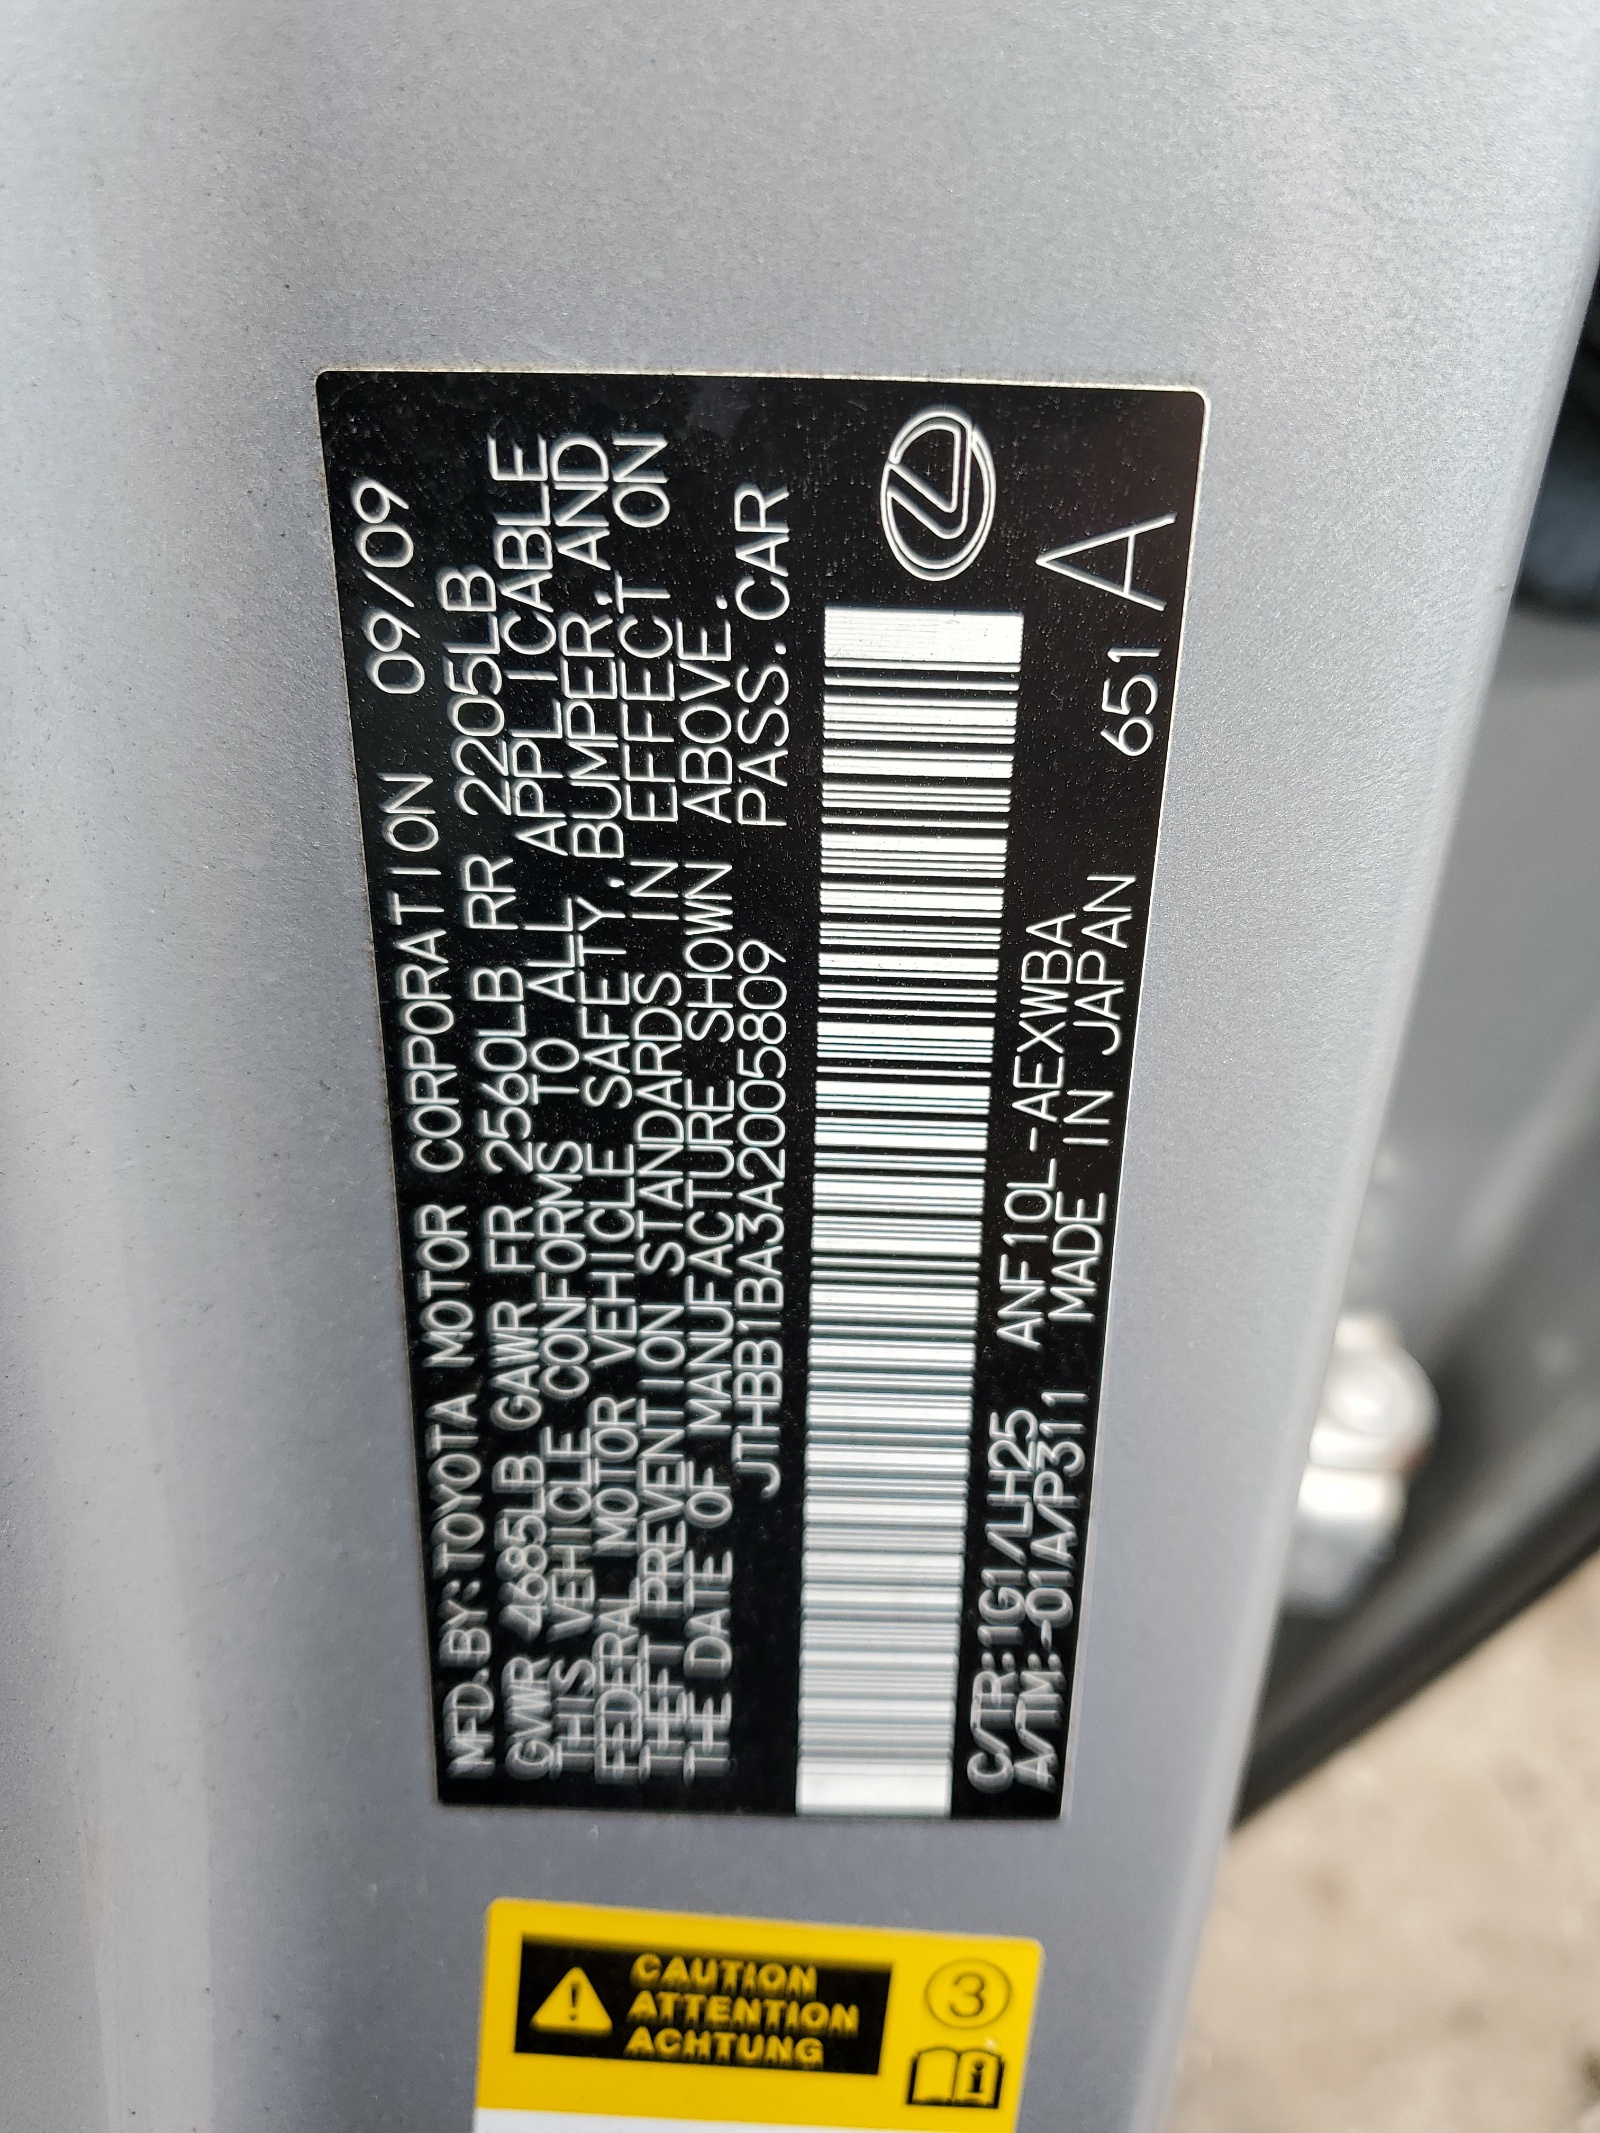 MFD.BY:TOYOTA MOTOR CORPORATION 09/09
GVWR 4685LB GAWR FR 2560LB RR 2205LB
THIS VEHICLE CONFORMS TO ALL APPLICABLE
FEDERAL MOTOR VEHICLE SAFETY, BUMPER, AND
THEFT PREVENTION STANDARDS IN EFFECT ON
THE DATE OF MANUFACTURE SHOWN ABOVE.
JTHBB1BA3A2005809 PASS. CAR
C/TR:1G1/LH25 ANF10L-AEXWBA
A/TM:-01A/P311 MADE IN JAPAN 651 A
CAUTION
ATTENTION
ACHTUNG
3